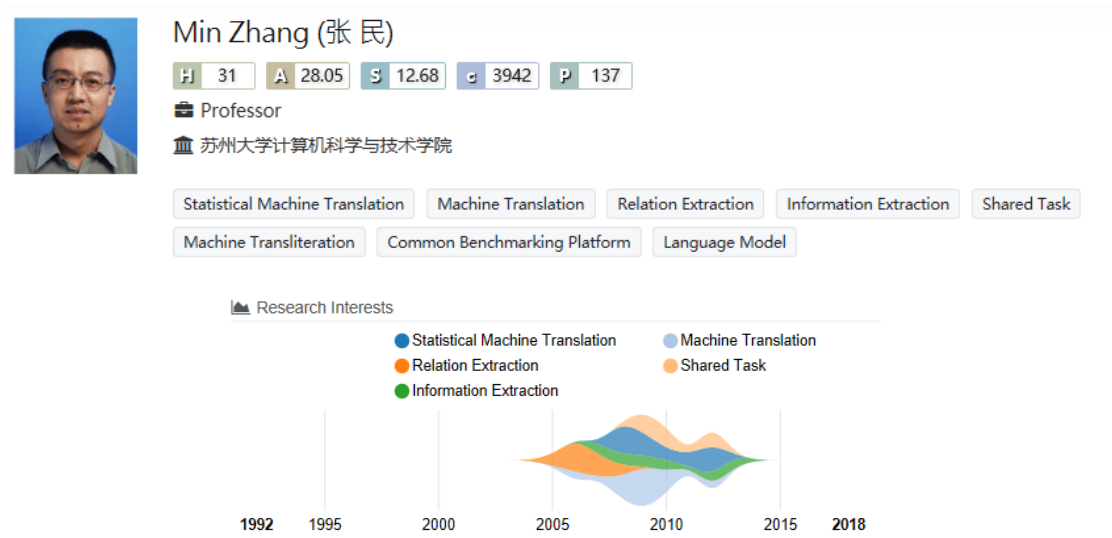 Min Zhang (张 民)
H 31 A 28.05 S 12.68 c 3942 P 137
Professor
苏州大学计算机科学与技术学院
Statistical Machine Translation Machine Translation Relation Extraction Information Extraction Shared Task
Machine Transliteration Common Benchmarking Platform Language Model
Research Interests
Statistical Machine Translation Machine Translation
Relation Extraction Shared Task
Information Extraction
1992 1995 2000 2005 2010 2015 2018